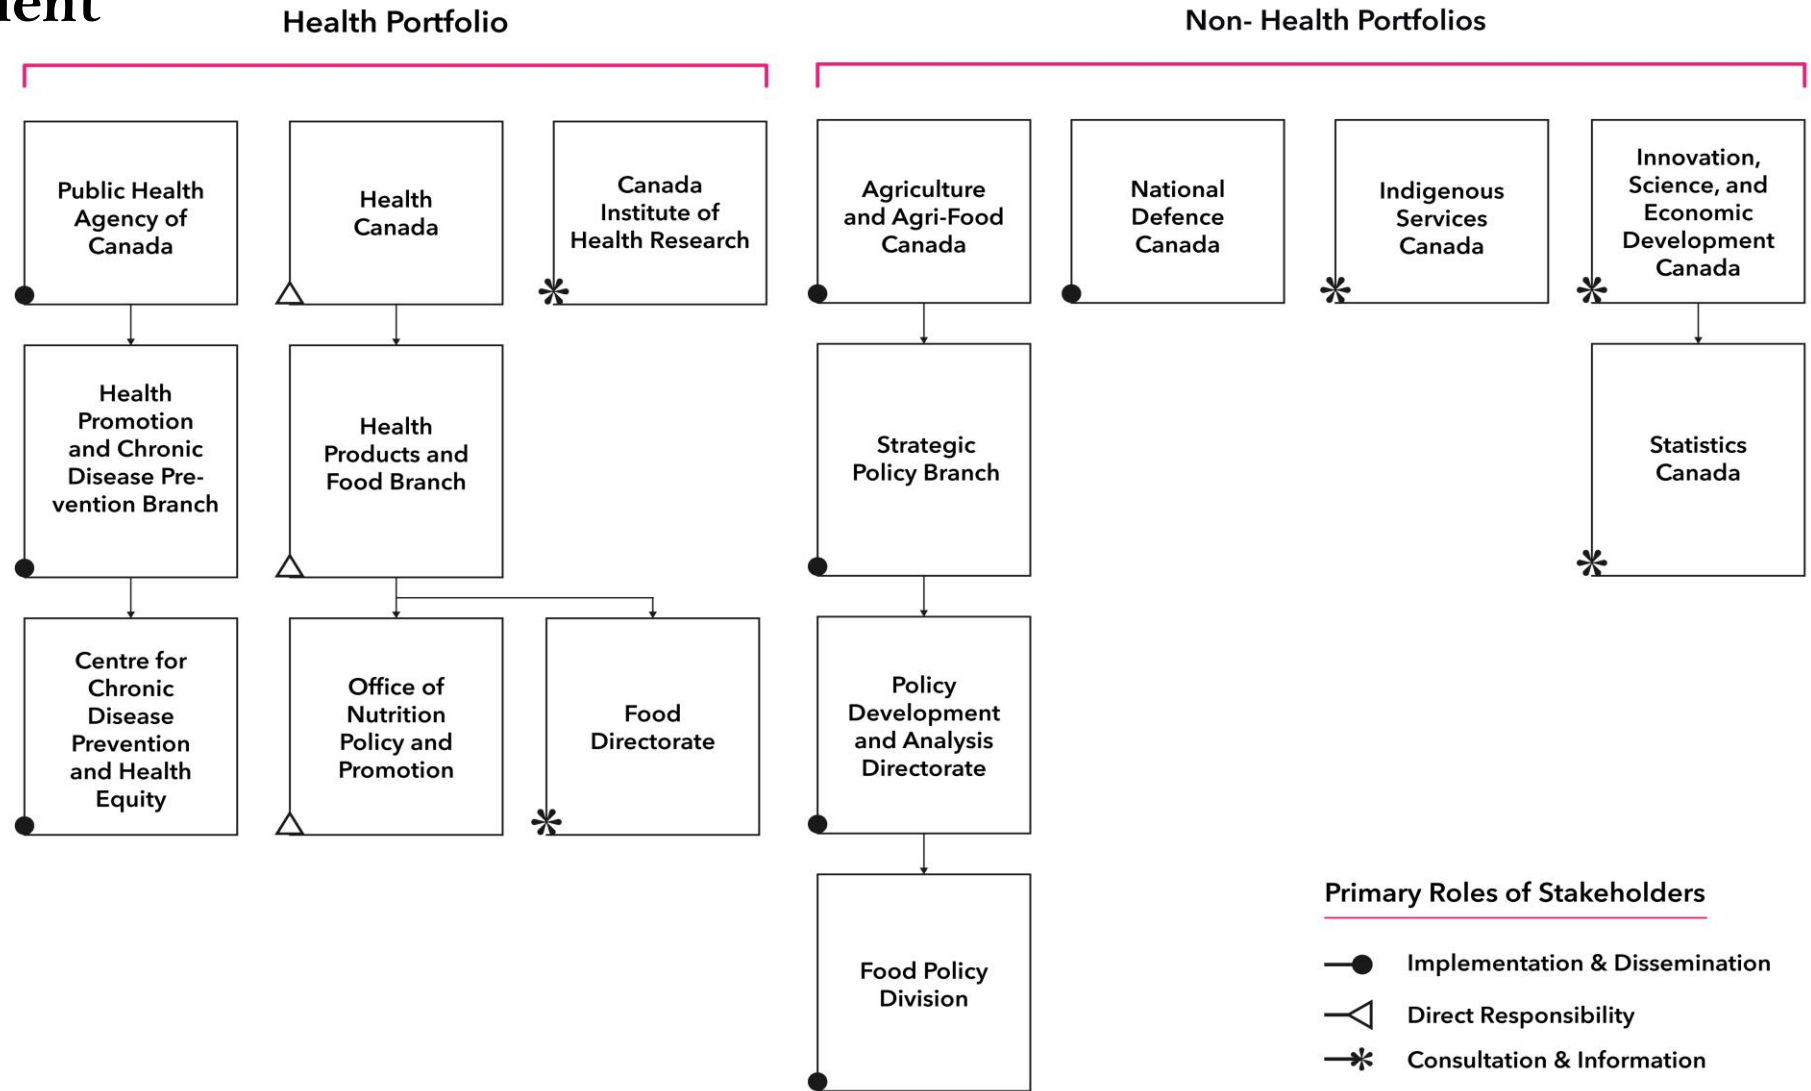 Health Portfolio
Non- Health Portfolios
Public Health
Agency of
Canada
Health
Canada
Canada
Institute of
Health Research
Agriculture
and Agri-Food
Canada
National
Defence
Canada
Indigenous
Services
Canada
Innovation,
Science, and
Economic
Development
Canada
Health
Promotion
and Chronic
Disease Pre-
vention Branch
Health
Products and
Food Branch
Strategic
Policy Branch
Statistics
Canada
Centre for
Chronic
Disease
Prevention
and Health
Equity
Office of
Nutrition
Policy and
Promotion
Food
Directorate
Policy
Development
and Analysis
Directorate
Food Policy
Division
Primary Roles of Stakeholders
Implementation & Dissemination
Direct Responsibility
Consultation & Information